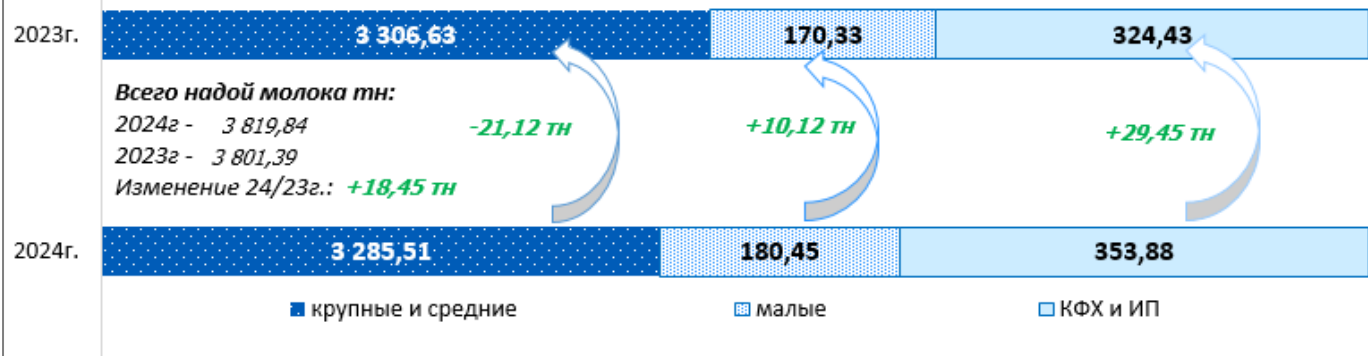 2023г. 3 306,63 170,33 324,43
Всего надой молока тн:
2024г - 3 819,84 -21,12 тн +10,12 тн +29,45 тн
2023г - 3 801,39
Изменение 24/23г.: +18,45 тн
2024г. 3 285,51 180,45 353,88
крупные и средние малые КФХ и ИП